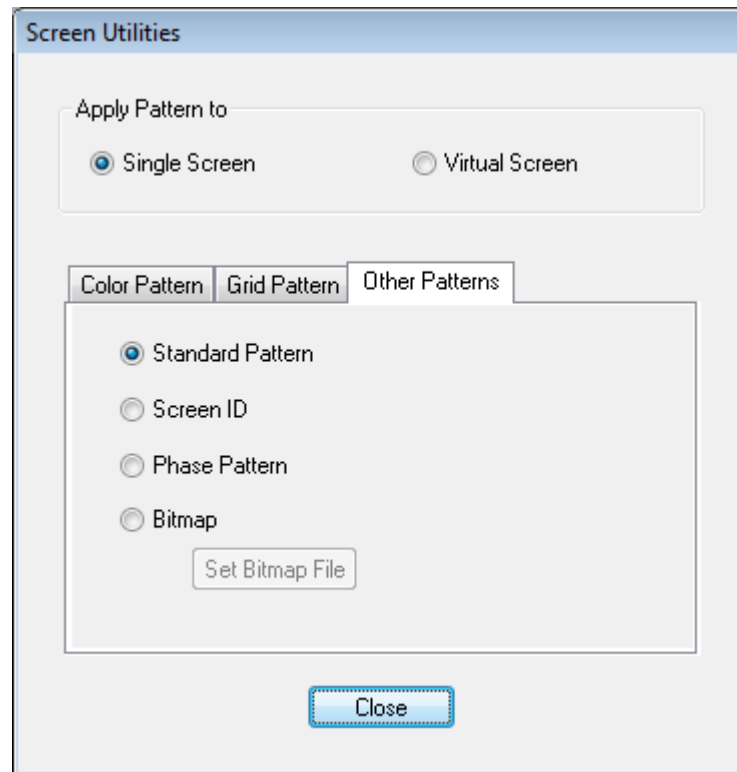 Screen Utilities
Apply Pattern to
Single Screen Virtual Screen
Color Pattern Grid Pattern Other Patterns
Standard Pattern
Screen ID
Phase Pattern
Bitmap
Set Bitmap File
Close